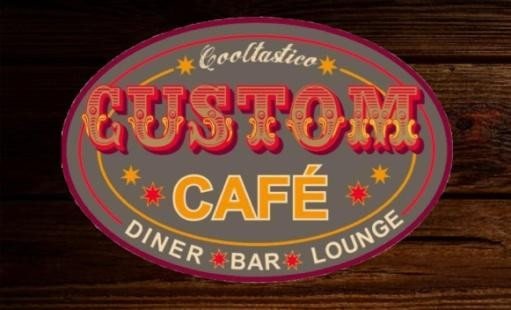 Cooltastico
CUSTOM
CAFÉ
DINER BAR LOUNGE